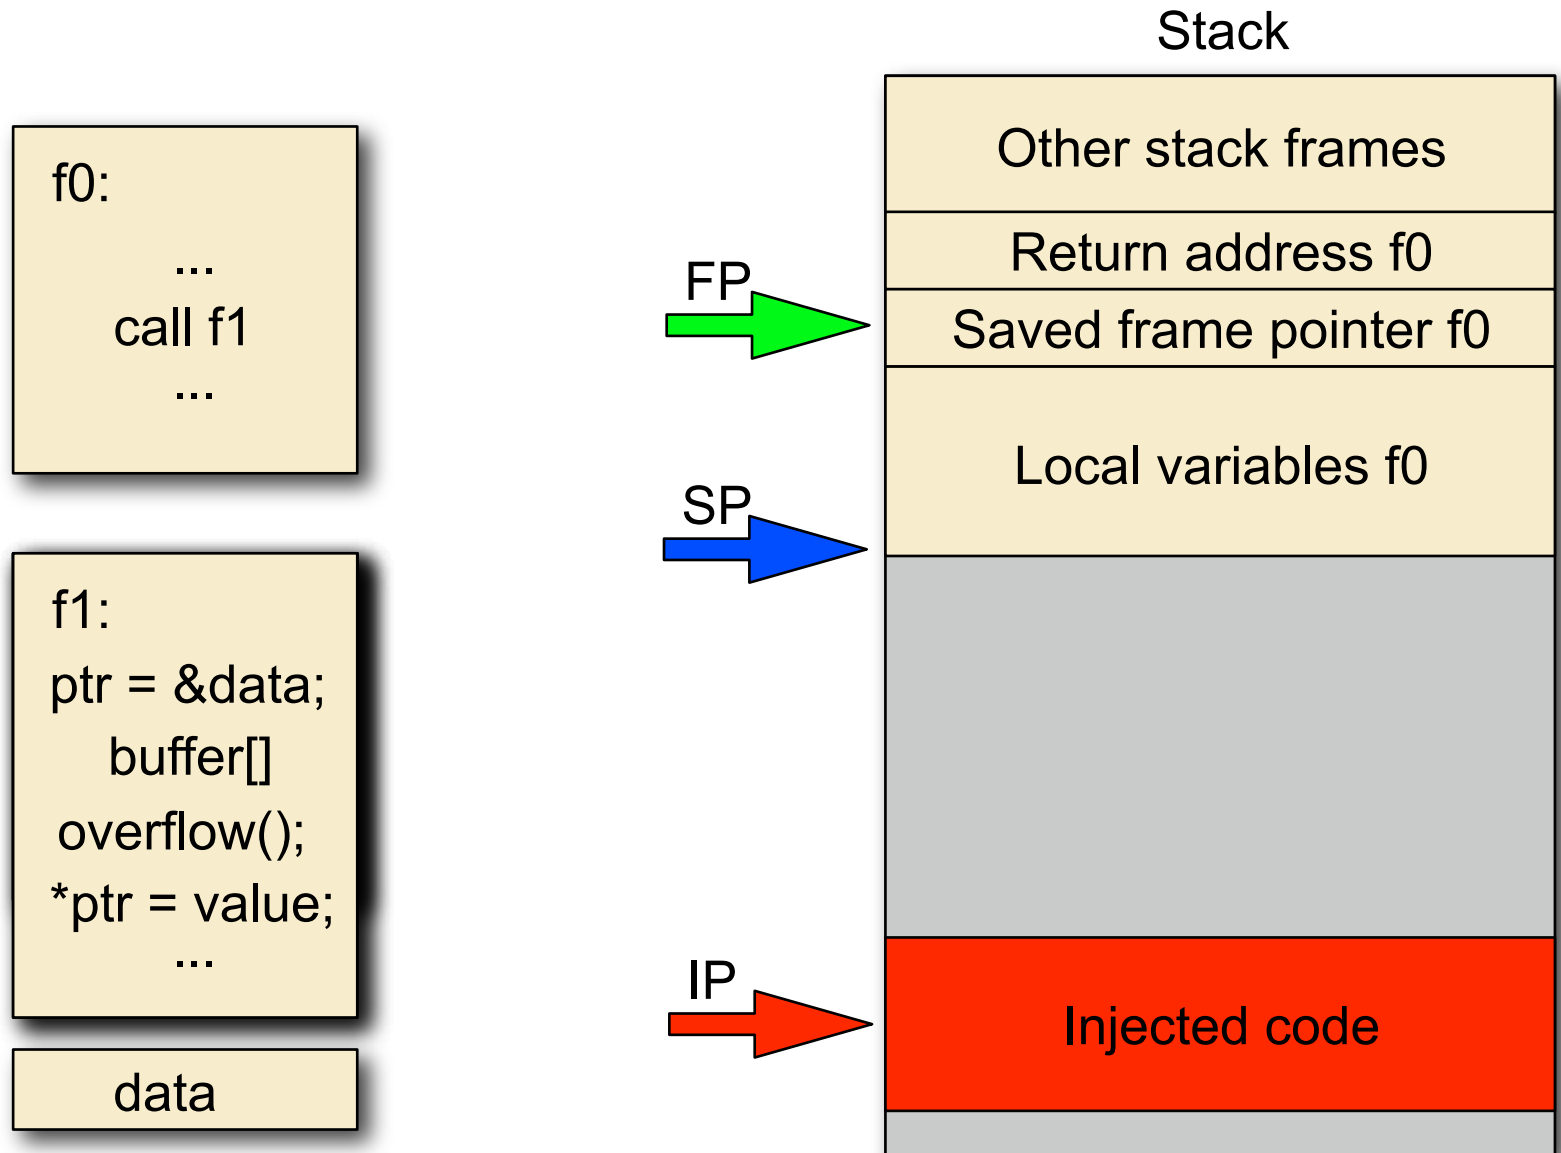 Stack
f0:
...
call f1
...
f1:
ptr = &data;
buffer[]
overflow();
*ptr = value;
...
data
FP
SP
IP
Other stack frames
Return address f0
Saved frame pointer f0
Local variables f0
Injected code